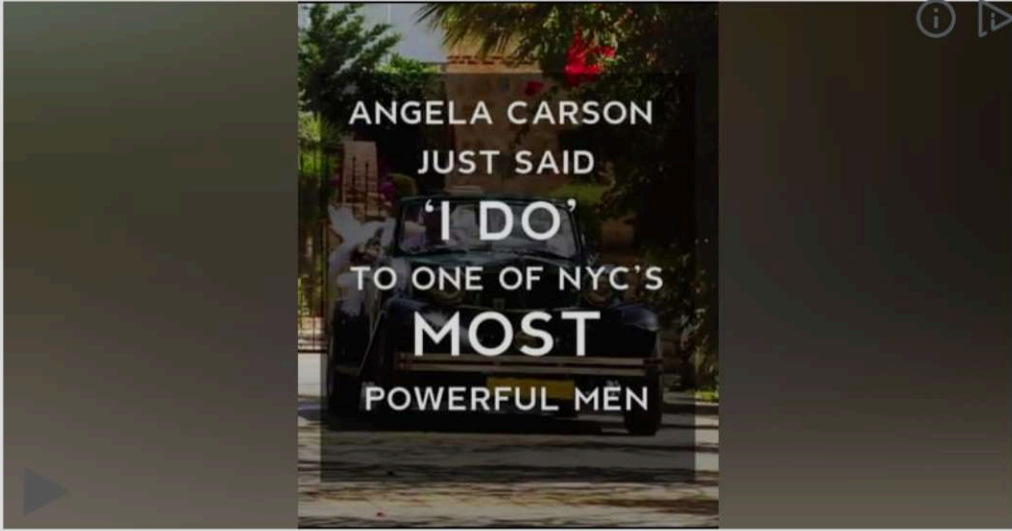 ANGELA CARSON
JUST SAID
‘I DO’
TO ONE OF NYC’S
MOST
POWERFUL MEN